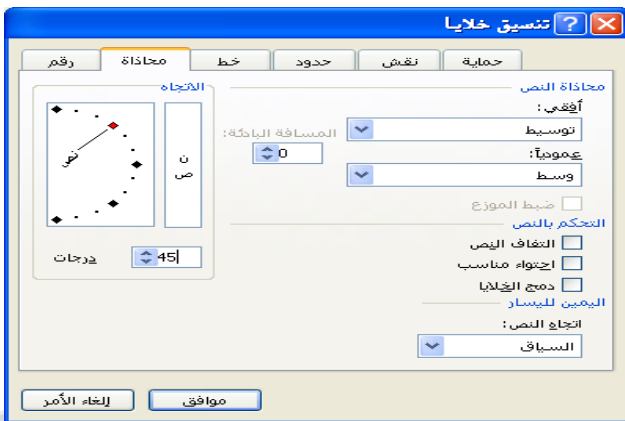 تنسيق خلايا
رقم
محاذاة
خط
حدود
نقش
حماية
محاذاة النص
أفقي:
توسيط
المسافة البادئة:
0
عمودياً:
وسط
ضبط الموزع
التحكم بالنص
التفاف النص
احتواء مناسب
دمج الخلايا
اليمين لليسار
اتجاه النص:
السياق
الاتجاه
ن
ص
نص
45
درجات
موافق
إلغاء الأمر